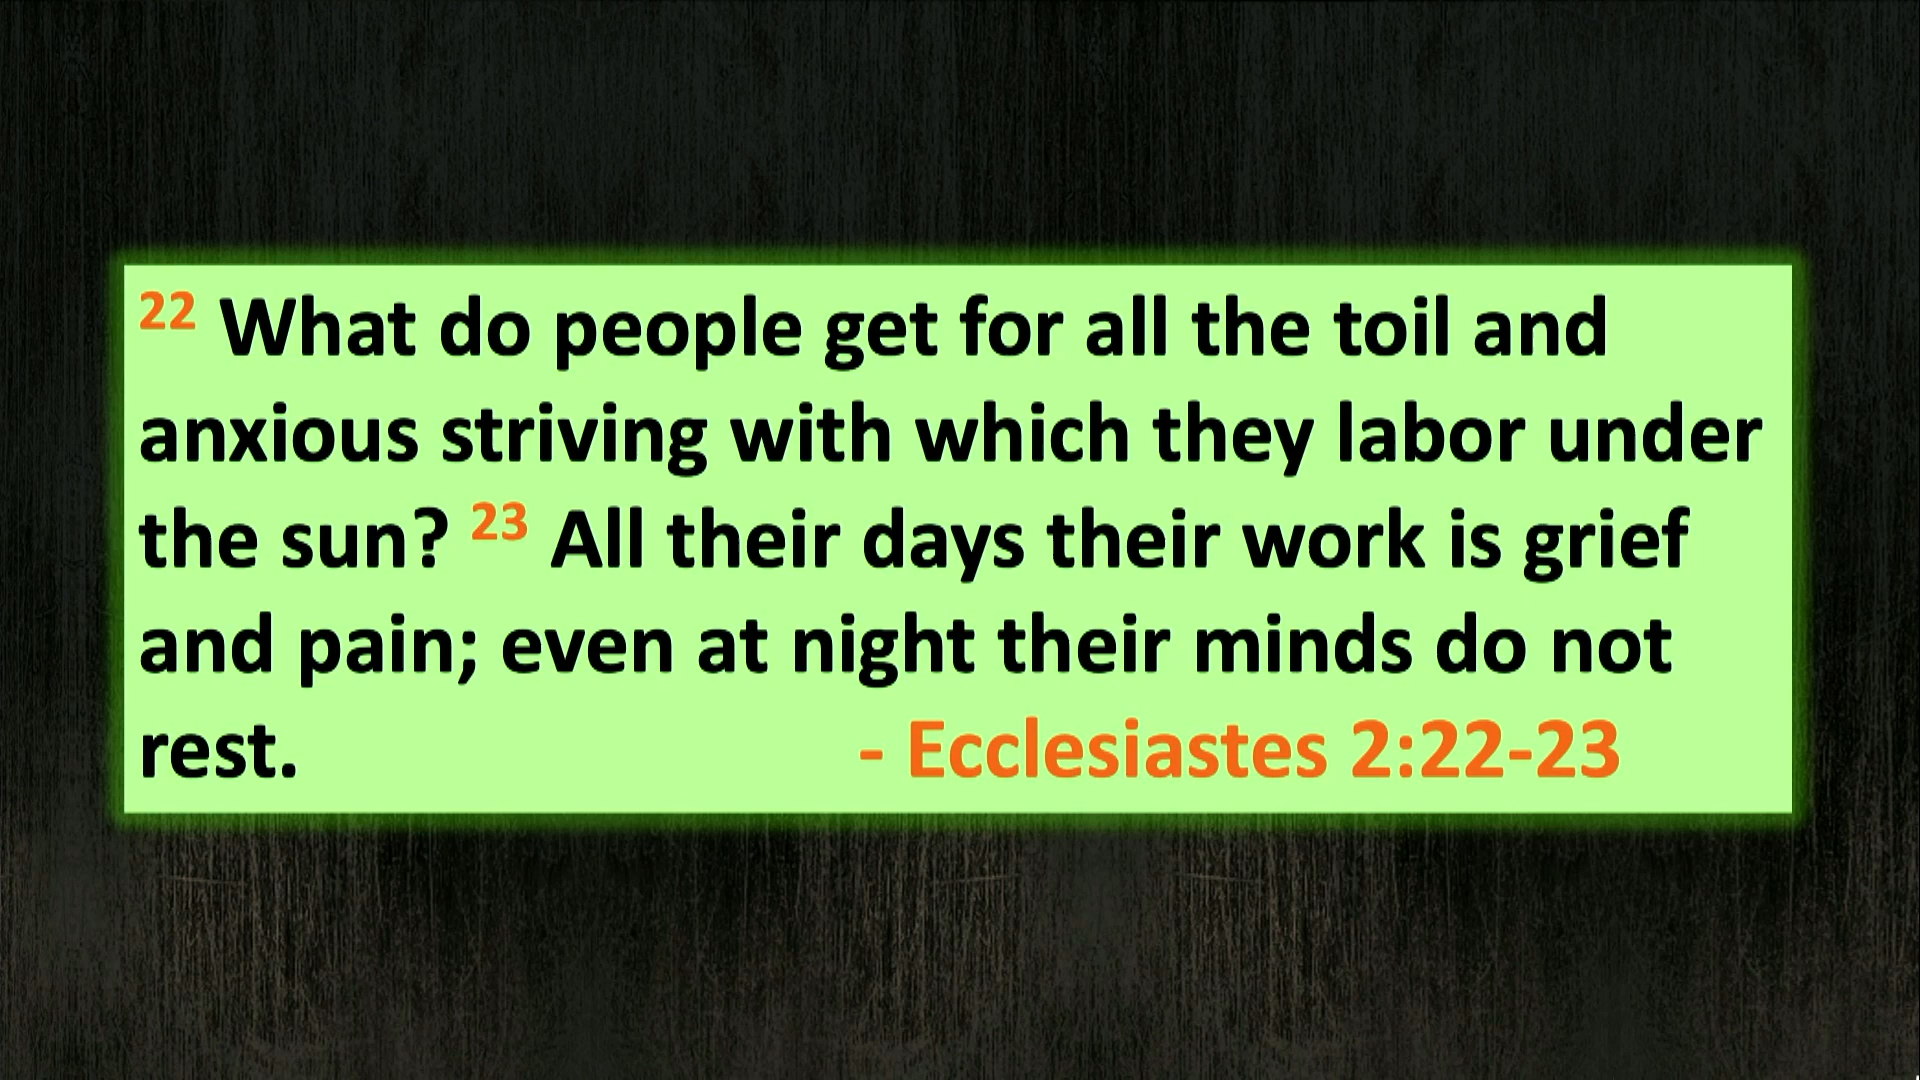 22 What do people get for all the toil and
anxious striving with which they labor under
the sun? 23 All their days their work is grief
and pain; even at night their minds do not
rest. - Ecclesiastes 2:22-23